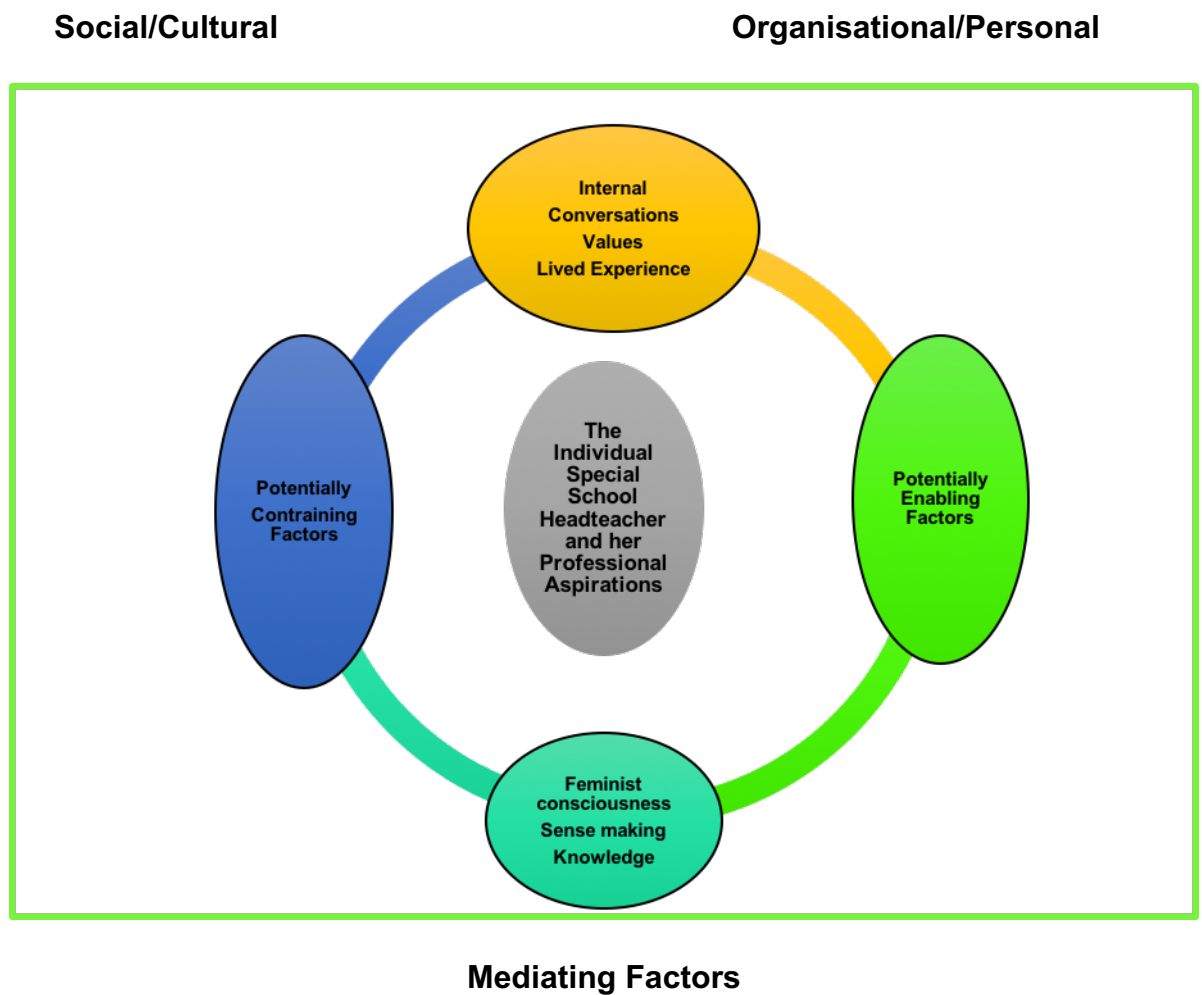 Social/Cultural
Organisational/Personal
Internal
Conversations
Values
Lived Experience
Potentially
Contraining
Factors
The
Individual
Special
School
Headteacher
and her
Professional
Aspirations
Potentially
Enabling
Factors
Feminist
consciousness
Sense making
Knowledge
Mediating Factors